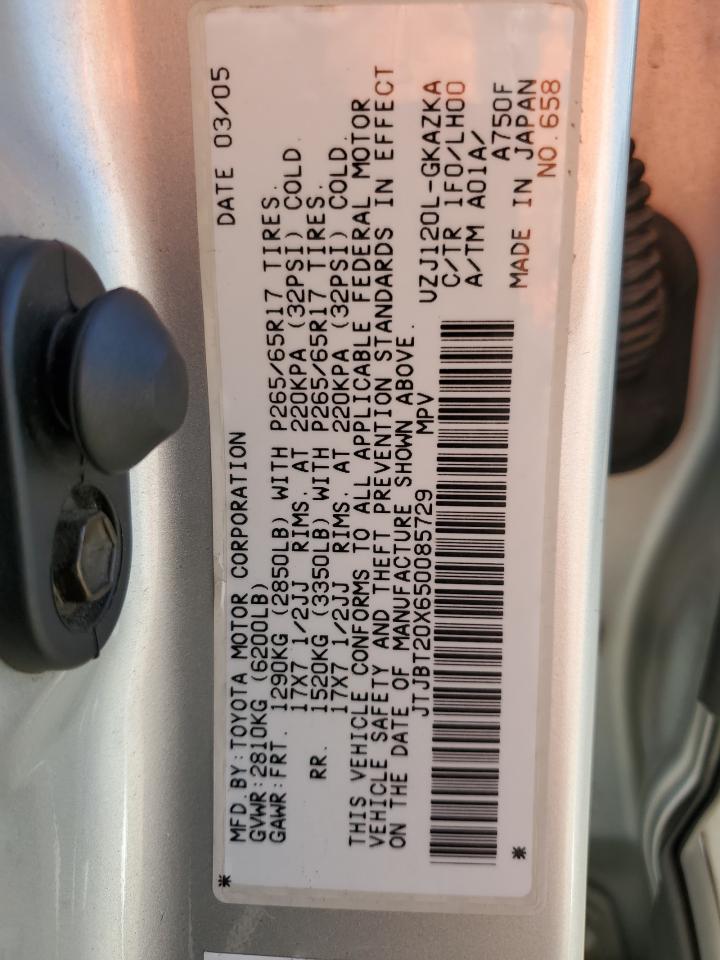 MFD. BY: TOYOTA MOTOR CORPORATION DATE 03/05
GVWR: 2810KG (6200LB)
GAWR: FRT. 1290KG (2850LB) WITH P265/65R17 TIRES.
17X7 1/2JJ RIMS. AT 220KPA (32PSI) COLD.
RR. 1520KG (3350LB) WITH P265/65R17 TIRES.
17X7 1/2JJ RIMS. AT 220KPA (32PSI) COLD.
THIS VEHICLE CONFORMS TO ALL APPLICABLE FEDERAL MOTOR
VEHICLE SAFETY AND THEFT PREVENTION STANDARDS IN EFFECT
ON THE DATE OF MANUFACTURE SHOWN ABOVE.
JTJBT20X650085729 MPV
VZJ120L-GKAZKA
C/TR 1F0/LH00
A/TM A01A/
A750F
MADE IN JAPAN
NO. 658